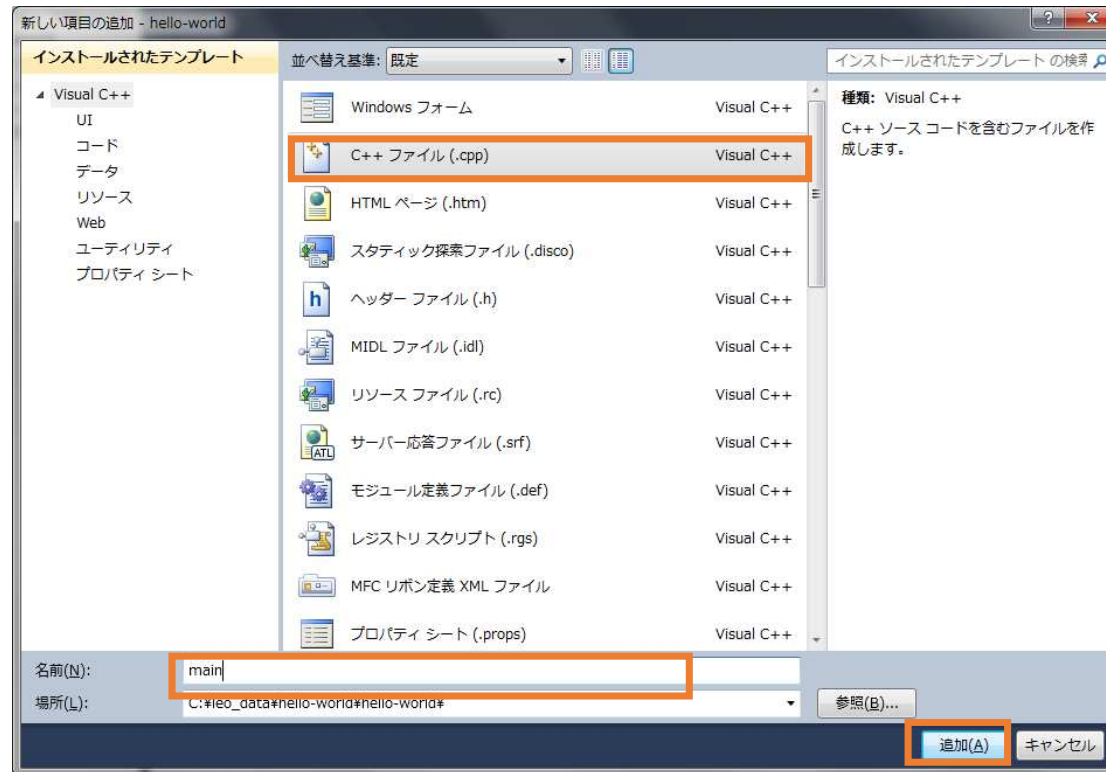 新しい項目の追加 - hello-world
インストールされたテンプレート
並べ替え基準: 既定
インストールされたテンプレート の検索
Visual C++
UI
コード
データ
リソース
Web
ユーティリティ
プロパティ シート
Windows フォーム Visual C++
C++ ファイル (.cpp) Visual C++
HTML ページ (.htm) Visual C++
スタティック探索ファイル (.disco) Visual C++
h
ヘッダー ファイル (.h) Visual C++
MIDL ファイル (.idl) Visual C++
リソース ファイル (.rc) Visual C++
ATL
サーバー応答ファイル (.srf) Visual C++
モジュール定義ファイル (.def) Visual C++
レジストリ スクリプト (.rgs) Visual C++
MFC リボン定義 XML ファイル Visual C++
プロパティ シート (.props) Visual C++
種類: Visual C++
C++ ソース コードを含むファイルを作
成します。
名前(N): main
場所(L): C:¥leo_data¥hello-world¥hello-world¥
参照(B)...
追加(A) キャンセル